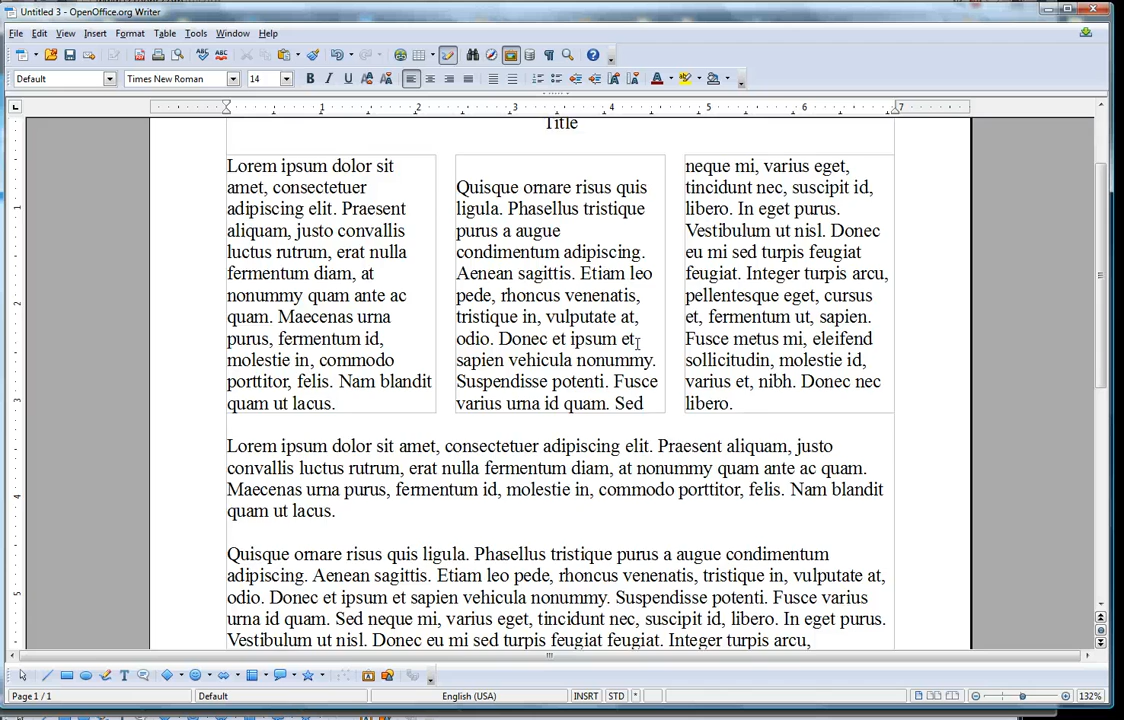 Untitled 3 - OpenOffice.org Writer
File Edit View Insert Format Table Tools Window Help
Default Times New Roman 14
1 2 3 4 5 6 7
Title
Lorem ipsum dolor sit
amet, consectetuer
adipiscing elit. Praesent
aliquam, justo convallis
luctus rutrum, erat nulla
fermentum diam, at
nonummy quam ante ac
quam. Maecenas urna
purus, fermentum id,
molestie in, commodo
porttitor, felis. Nam blandit
quam ut lacus.
Quisque ornare risus quis
ligula. Phasellus tristique
purus a augue
condimentum adipiscing.
Aenean sagittis. Etiam leo
pede, rhoncus venenatis,
tristique in, vulputate at,
odio. Donec et ipsum et
sapien vehicula nonummy.
Suspendisse potenti. Fusce
varius urna id quam. Sed
neque mi, varius eget,
tincidunt nec, suscipit id,
libero. In eget purus.
Vestibulum ut nisl. Donec
eu mi sed turpis feugiat
feugiat. Integer turpis arcu,
pellentesque eget, cursus
et, fermentum ut, sapien.
Fusce metus mi, eleifend
sollicitudin, molestie id,
varius et, nibh. Donec nec
libero.
Lorem ipsum dolor sit amet, consectetuer adipiscing elit. Praesent aliquam, justo
convallis luctus rutrum, erat nulla fermentum diam, at nonummy quam ante ac quam.
Maecenas urna purus, fermentum id, molestie in, commodo porttitor, felis. Nam blandit
quam ut lacus.
Quisque ornare risus quis ligula. Phasellus tristique purus a augue condimentum
adipiscing. Aenean sagittis. Etiam leo pede, rhoncus venenatis, tristique in, vulputate at,
odio. Donec et ipsum et sapien vehicula nonummy. Suspendisse potenti. Fusce varius
urna id quam. Sed neque mi, varius eget, tincidunt nec, suscipit id, libero. In eget purus.
Vestibulum ut nisl. Donec eu mi sed turpis feugiat feugiat. Integer turpis arcu,
Page 1 / 1 Default English (USA) INSRT STD * 132%